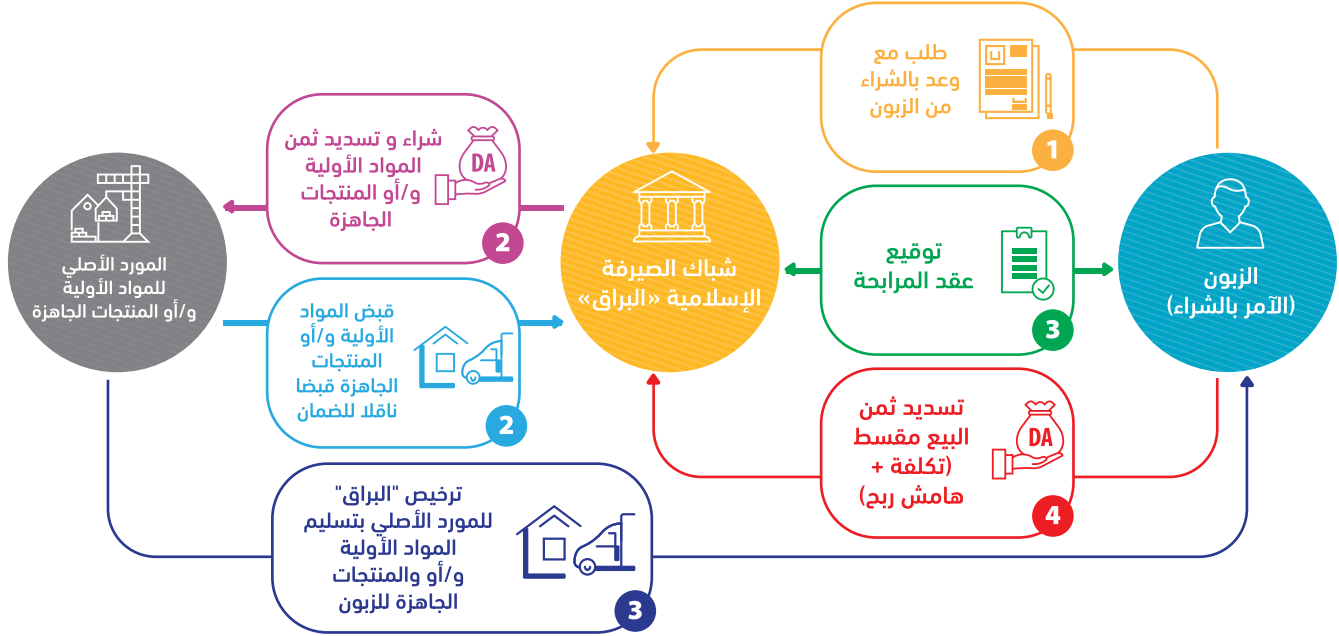 طلب مع
وعد بالشراء
من الزبون
1
الزبون
(الآمر بالشراء)
شباك الصيرفة
الإسلامية «البراق»
شراء و تسديد ثمن
المواد الأولية
و/أو المنتجات
الجاهزة
DA
2
المورد الأصلي
للمواد الأولية
و/أو المنتجات الجاهزة
قبض المواد
الأولية و/أو
المنتجات
الجاهزة قبضا
ناقلا للضمان
2
توقيع
عقد المرابحة
3
ترخيص "البراق"
للمورد الأصلي بتسليم
المواد الأولية
و/أو والمنتجات
الجاهزة للزبون
3
تسديد ثمن
البيع مقسط
(تكلفة +
هامش ربح)
DA
4